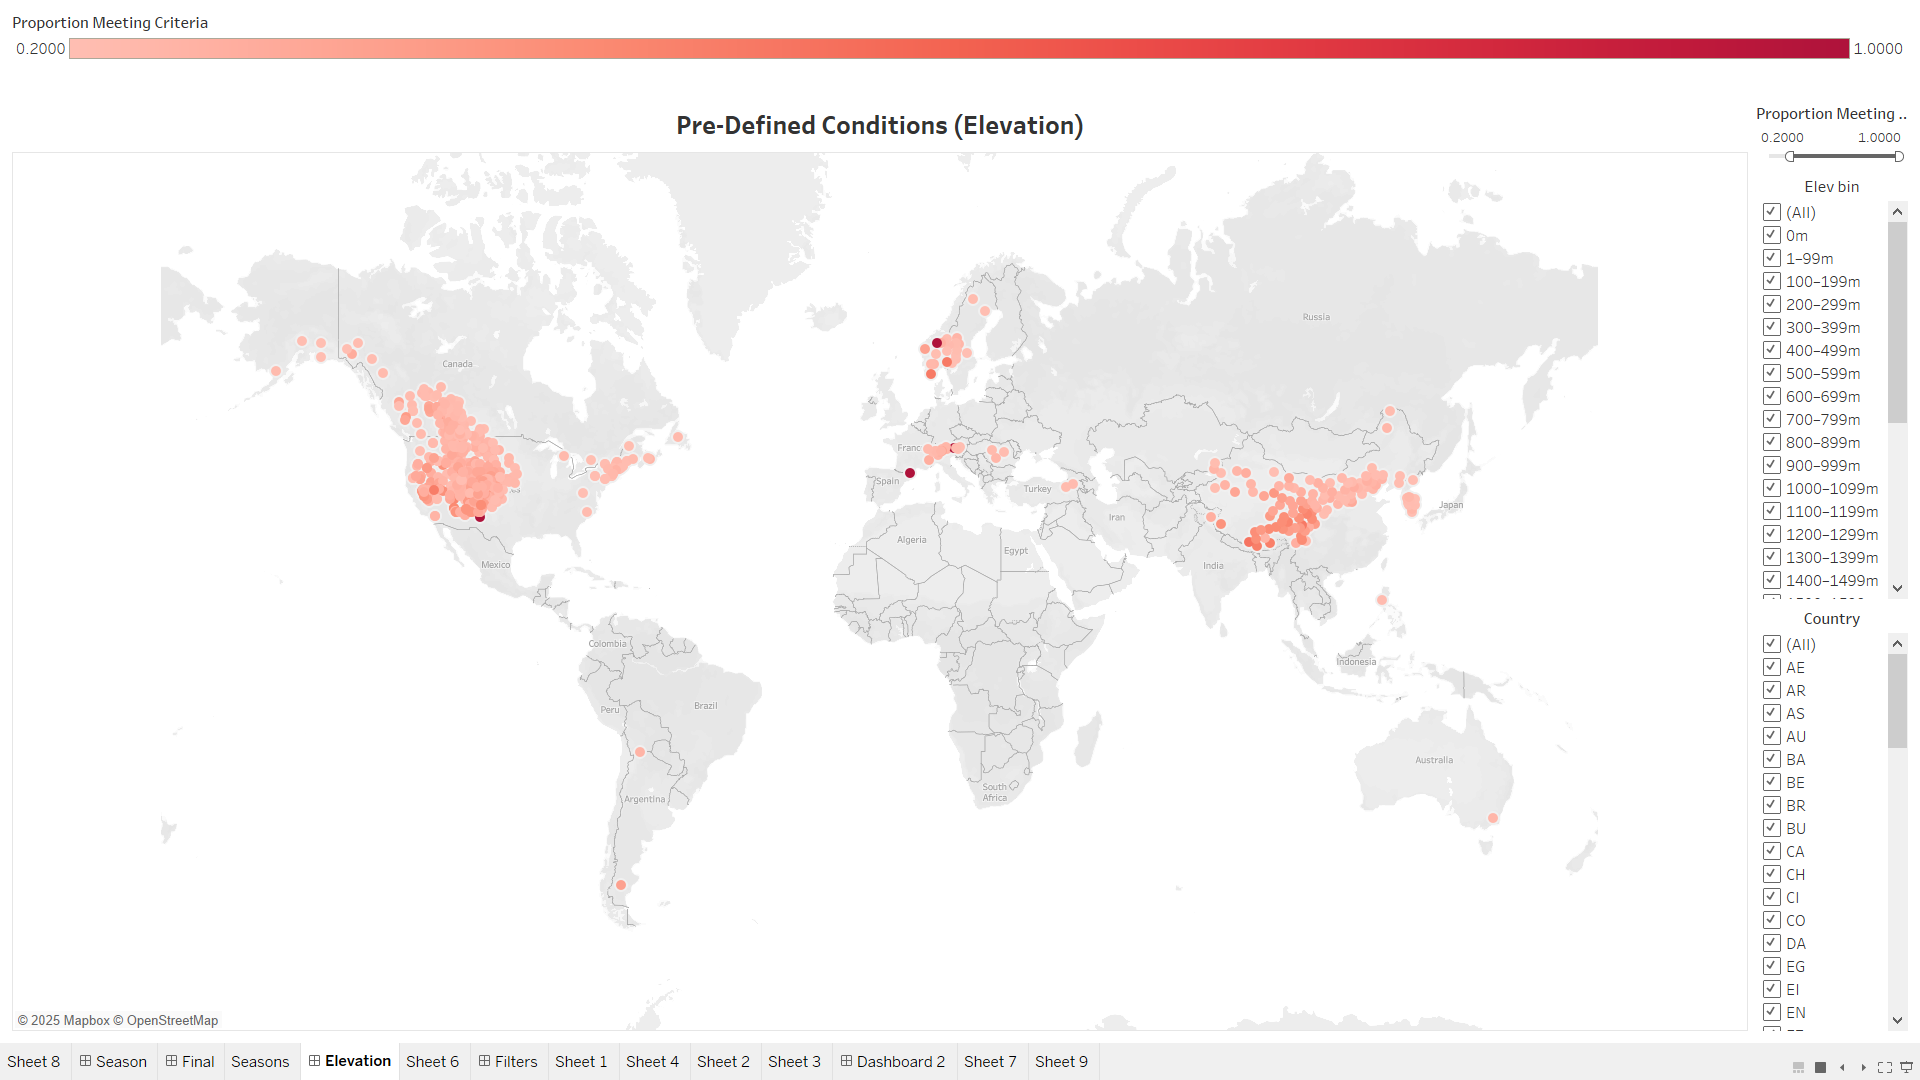 Proportion Meeting Criteria
0.2000
1.0000
Pre-Defined Conditions (Elevation)
Proportion Meeting ..
0.2000 1.0000
Elev bin
(All)
0m
1–99m
100–199m
200–299m
300–399m
400–499m
500–599m
600–699m
700–799m
800–899m
900–999m
1000–1099m
1100–1199m
1200–1299m
1300–1399m
1400–1499m
Country
(All)
AE
AR
AS
AU
BA
BE
BR
BU
CA
CH
CI
CO
DA
EG
EI
EN
Russia
Canada
Franc
Spain
Turkey
Iran
Japan
Algeria
Egypt
India
Mexico
Colombia
Indonesia
Peru
Brazil
Australia
South
Africa
Argentina
© 2025 Mapbox © OpenStreetMap
Sheet 8 Season Final Seasons Elevation Sheet 6 Filters Sheet 1 Sheet 4 Sheet 2 Sheet 3 Dashboard 2 Sheet 7 Sheet 9